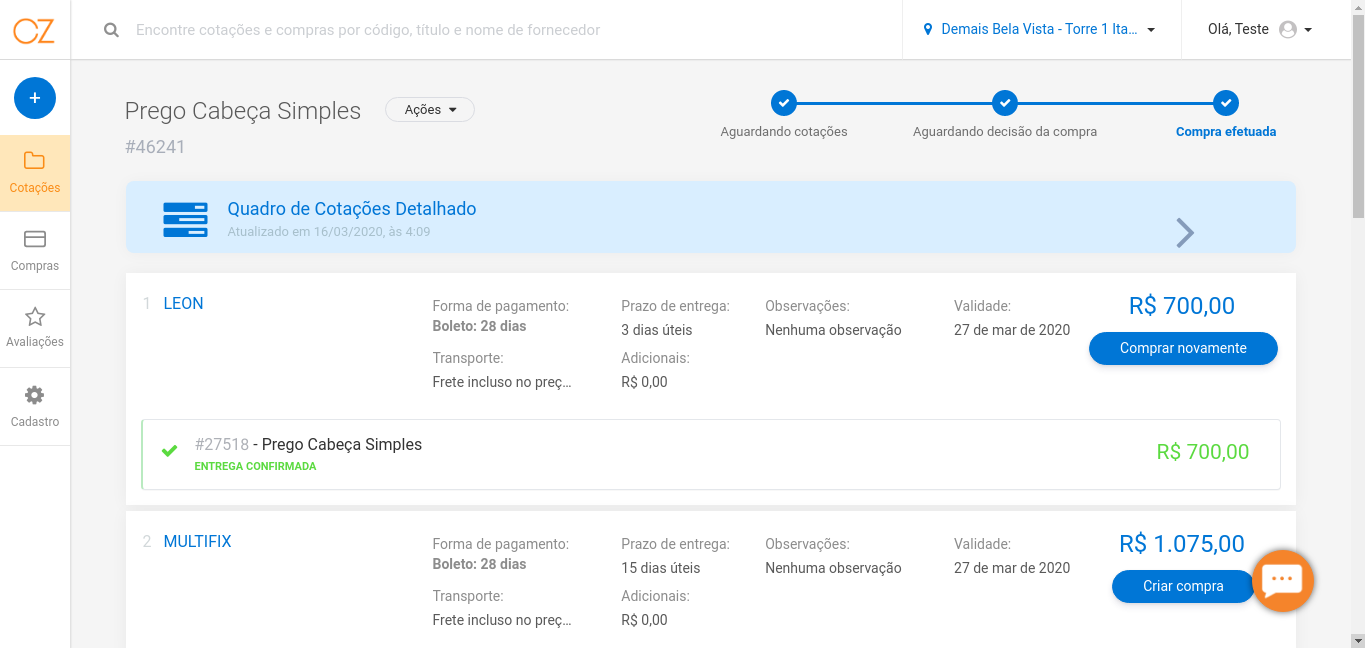 OZ
Encontre cotações e compras por código, título e nome de fornecedor
Demais Bela Vista - Torre 1 Ita...
Olá, Teste
Cotações
Compras
Avaliações
Cadastro
Prego Cabeça Simples
Ações
#46241
Aguardando cotações
Aguardando decisão da compra
Compra efetuada
Quadro de Cotações Detalhado
Atualizado em 16/03/2020, às 4:09
1 LEON
Forma de pagamento:
Boleto: 28 dias
Transporte:
Frete incluso no preç...
Prazo de entrega:
3 dias úteis
Adicionais:
R$ 0,00
Observações:
Nenhuma observação
Validade:
27 de mar de 2020
R$ 700,00
Comprar novamente
#27518 - Prego Cabeça Simples
ENTREGA CONFIRMADA
R$ 700,00
2 MULTIFIX
Forma de pagamento:
Boleto: 28 dias
Transporte:
Frete incluso no preç...
Prazo de entrega:
15 dias úteis
Adicionais:
R$ 0,00
Observações:
Nenhuma observação
Validade:
27 de mar de 2020
R$ 1.075,00
Criar compra